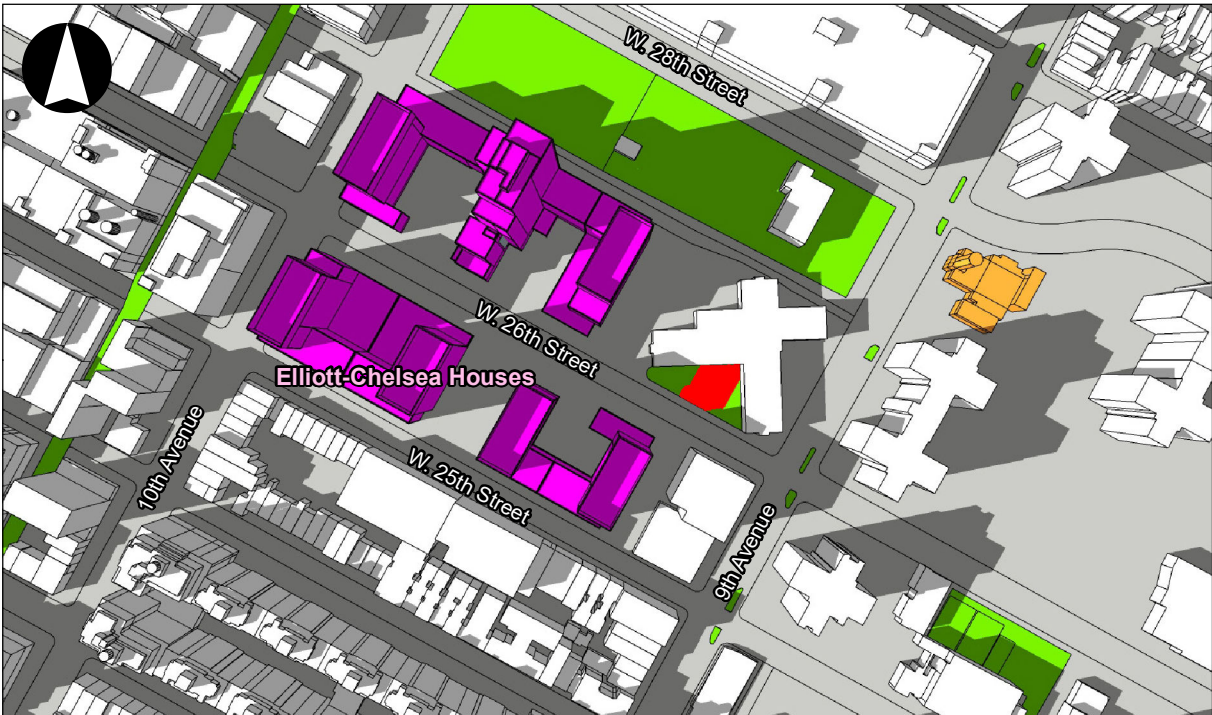 W. 28th Street
W. 26th Street
Elliott-Chelsea Houses
10th Avenue
W. 25th Street
9th Avenue